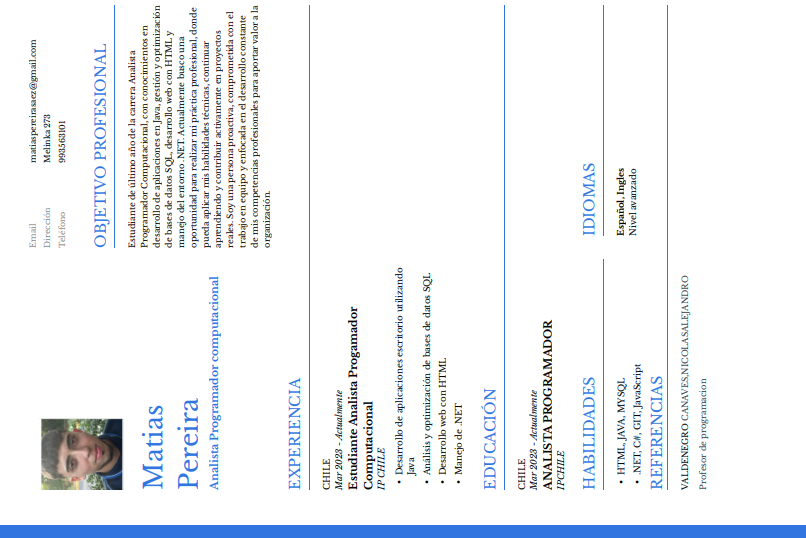 Matias
Pereira
Analista Programador computacional
Email matiaspereirasaez@gmail.com
Dirección Melinka 273
Teléfono 993563101
OBJETIVO PROFESIONAL
Estudiante de último año de la carrera Analista
Programador Computacional, con conocimientos en
desarrollo de aplicaciones en Java, gestión y optimización
de bases de datos SQL, desarrollo web con HTML y
manejo del entorno .NET. Actualmente busco una
oportunidad para realizar mi práctica profesional, donde
pueda aplicar mis habilidades técnicas, continuar
aprendiendo y contribuir activamente en proyectos
reales. Soy una persona proactiva, comprometida con el
trabajo en equipo y enfocada en el desarrollo constante
de mis competencias profesionales para aportar valor a la
organización.
EXPERIENCIA
CHILE
Mar 2023 - Actualmente
Estudiante Analista Progamador
Computacional
IP CHILE
• Desarrollo de aplicaciones escritorio utilizando
Java
• Análisis y optimización de bases de datos SQL
• Desarrollo web con HTML
• Manejo de .NET
EDUCACIÓN
CHILE
Mar 2023 - Actualmente
ANALISTA PROGRAMADOR
IPCHILE
HABILIDADES
• HTML, JAVA, MYSQL
• .NET, C#, GIT, JavaScript
IDIOMAS
Español, Ingles
Nivel avanzado
REFERENCIAS
VALDENEGRO CANAVES,NICOLASALEJANDRO
Profesor de programacion